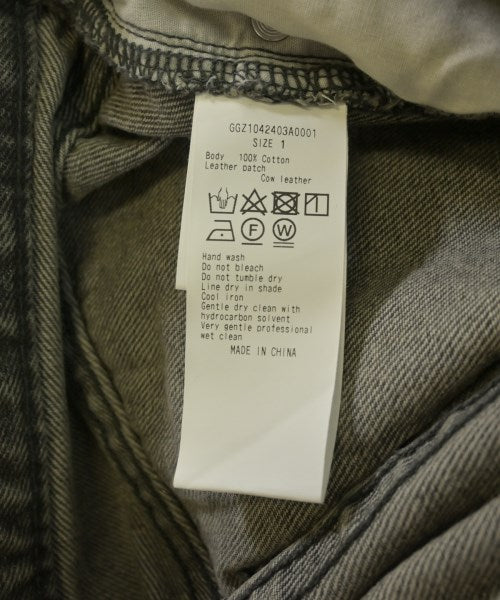 GGZ1042403A0001
SIZE 1
Body 100% Cotton
Leather patch
Cow leather
F W
Hand wash
Do not bleach
Do not tumble dry
Line dry in shade
Cool iron
Gentle dry clean with
hydrocarbon solvent
Very gentle professional
wet clean
MADE IN CHINA